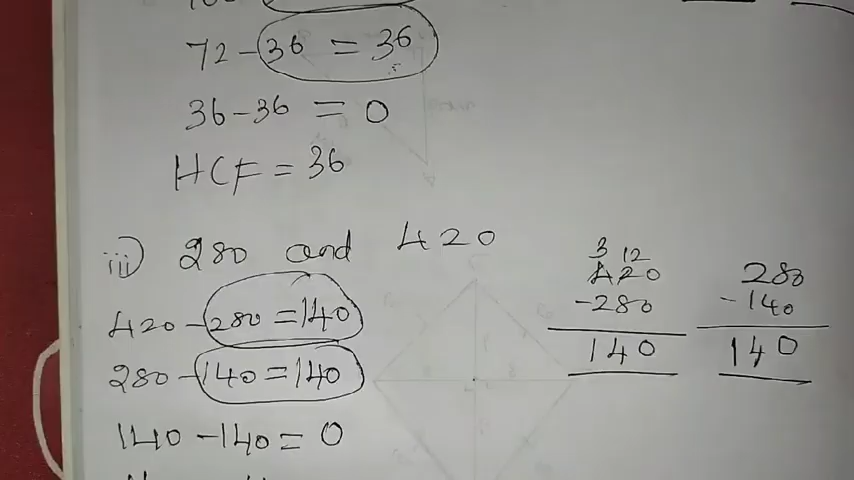 72 - 36 = 36
36 - 36 = 0
HCF = 36
iii) 280 and 420
420 - 280 = 140
280 - 140 = 140
140 - 140 = 0
3 12
420
-280
140
280
-140
140